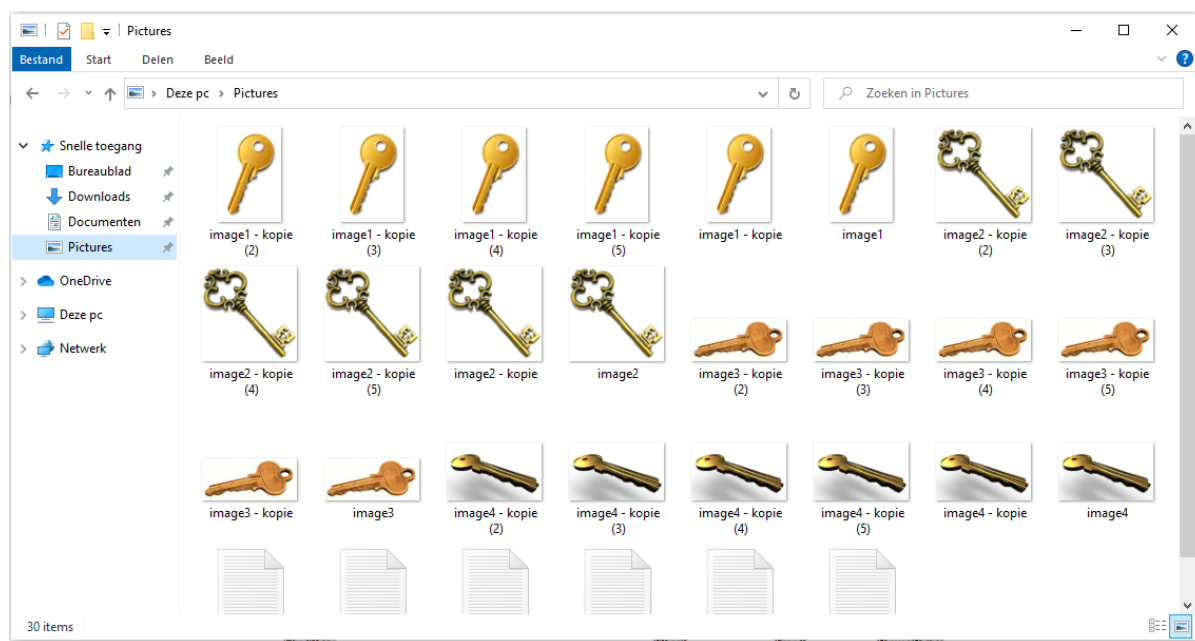 Pictures
Bestand Start Delen Beeld
Deze pc > Pictures
Zoeken in Pictures
Snelle toegang
Bureaublad
Downloads
Documenten
Pictures
OneDrive
Deze pc
Netwerk
image1 - kopie (2)
image1 - kopie (3)
image1 - kopie (4)
image1 - kopie (5)
image1 - kopie
image1
image2 - kopie (2)
image2 - kopie (3)
image2 - kopie (4)
image2 - kopie (5)
image2 - kopie
image2
image3 - kopie (2)
image3 - kopie (3)
image3 - kopie (4)
image3 - kopie (5)
image3 - kopie
image3
image4 - kopie (2)
image4 - kopie (3)
image4 - kopie (4)
image4 - kopie (5)
image4 - kopie
image4
30 items